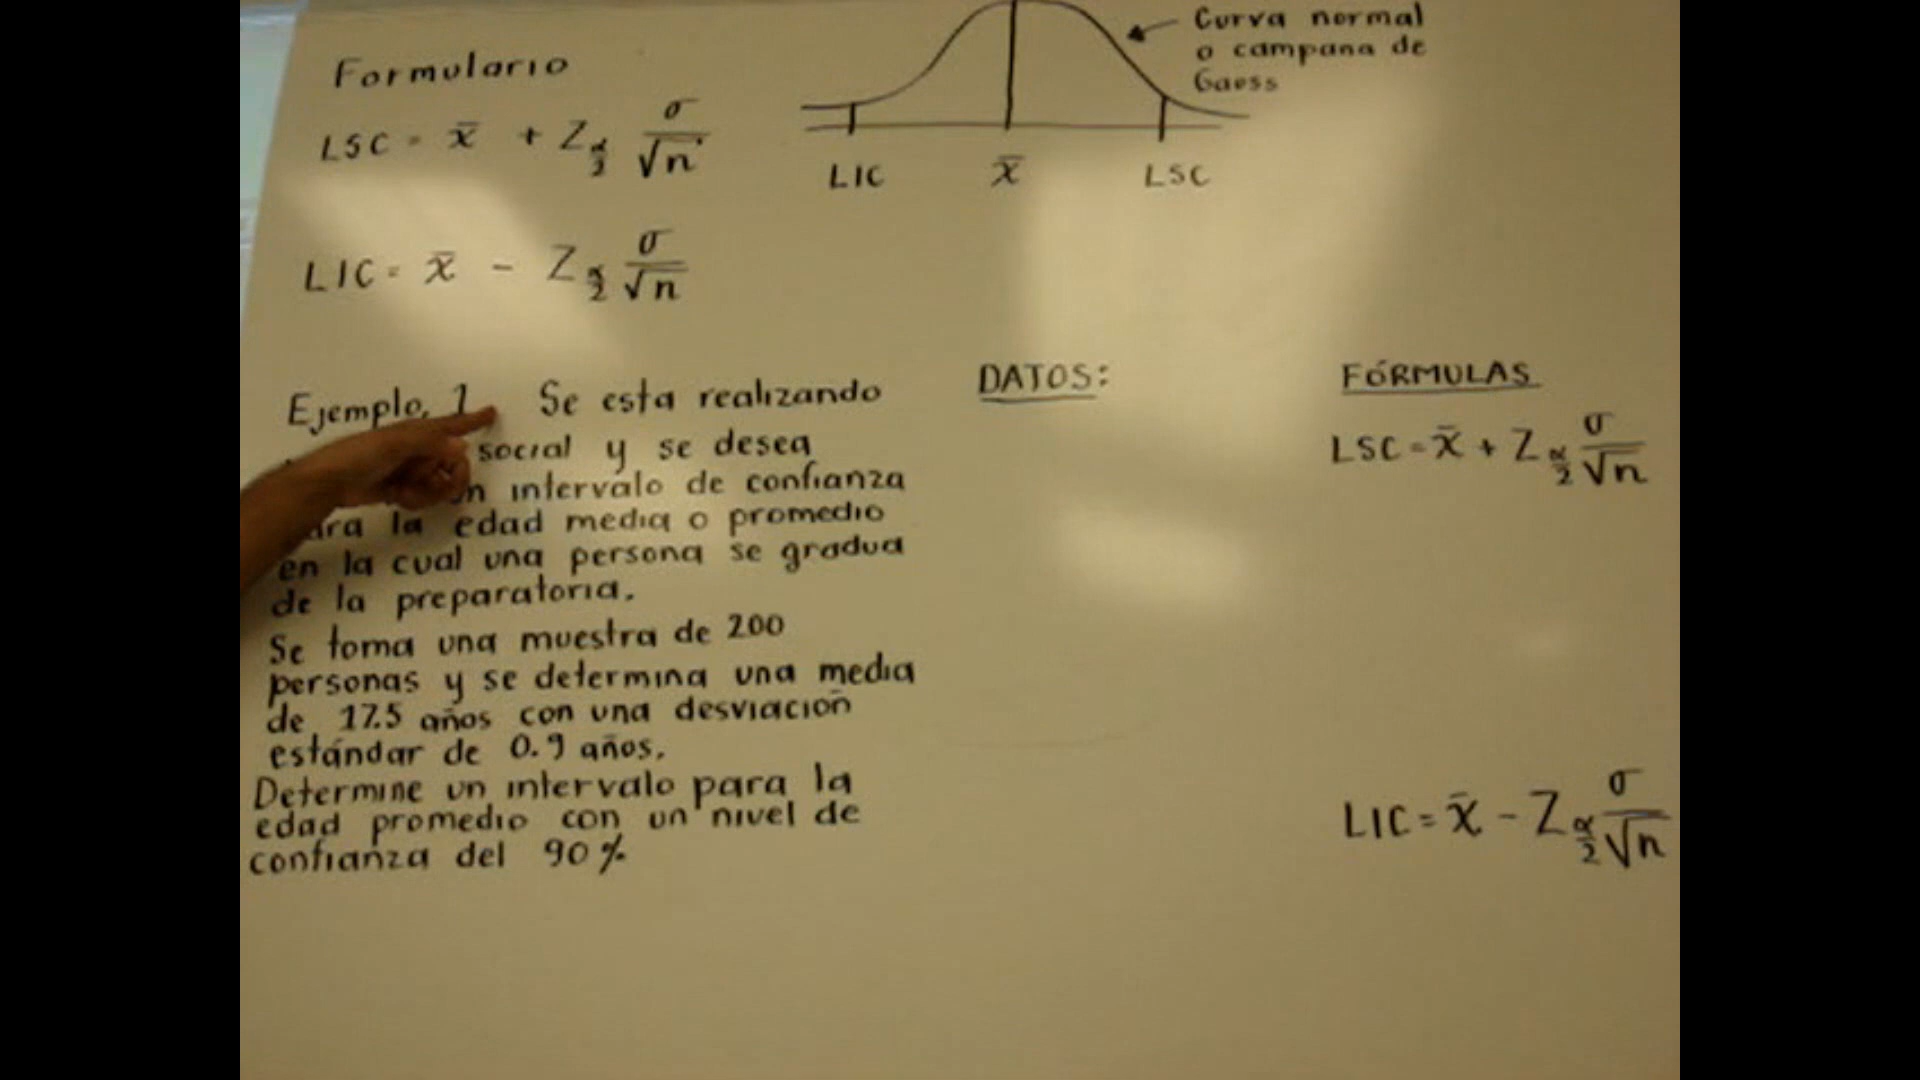 Formulario
LSC = x̄ + Z α/2 σ/√n
LIC = x̄ - Z α/2 σ/√n
Curva normal
o campana de
Gaess
LIC x̄ LSC
Ejemplo. 1 Se esta realizando
social y se desea
intervalo de confianza
la edad media o promedio
en la cual una persona se gradua
de la preparatoria.
Se toma una muestra de 200
personas y se determina una media
de 17.5 años con una desviación
estándar de 0.9 años.
Determine un intervalo para la
edad promedio con un nivel de
confianza del 90%
DATOS:
FÓRMULAS
LSC = x̄ + Z α/2 σ/√n
LIC = x̄ - Z α/2 σ/√n